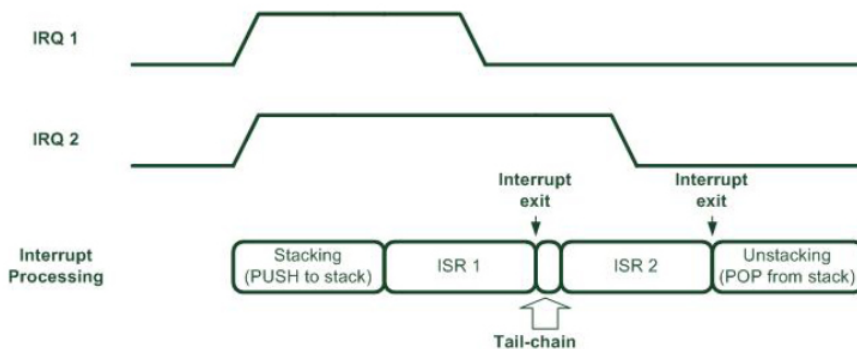 IRQ 1
IRQ 2
Interrupt
exit
Interrupt
exit
Interrupt
Processing
Stacking
(PUSH to stack)
ISR 1
ISR 2
Unstacking
(POP from stack)
Tail-chain